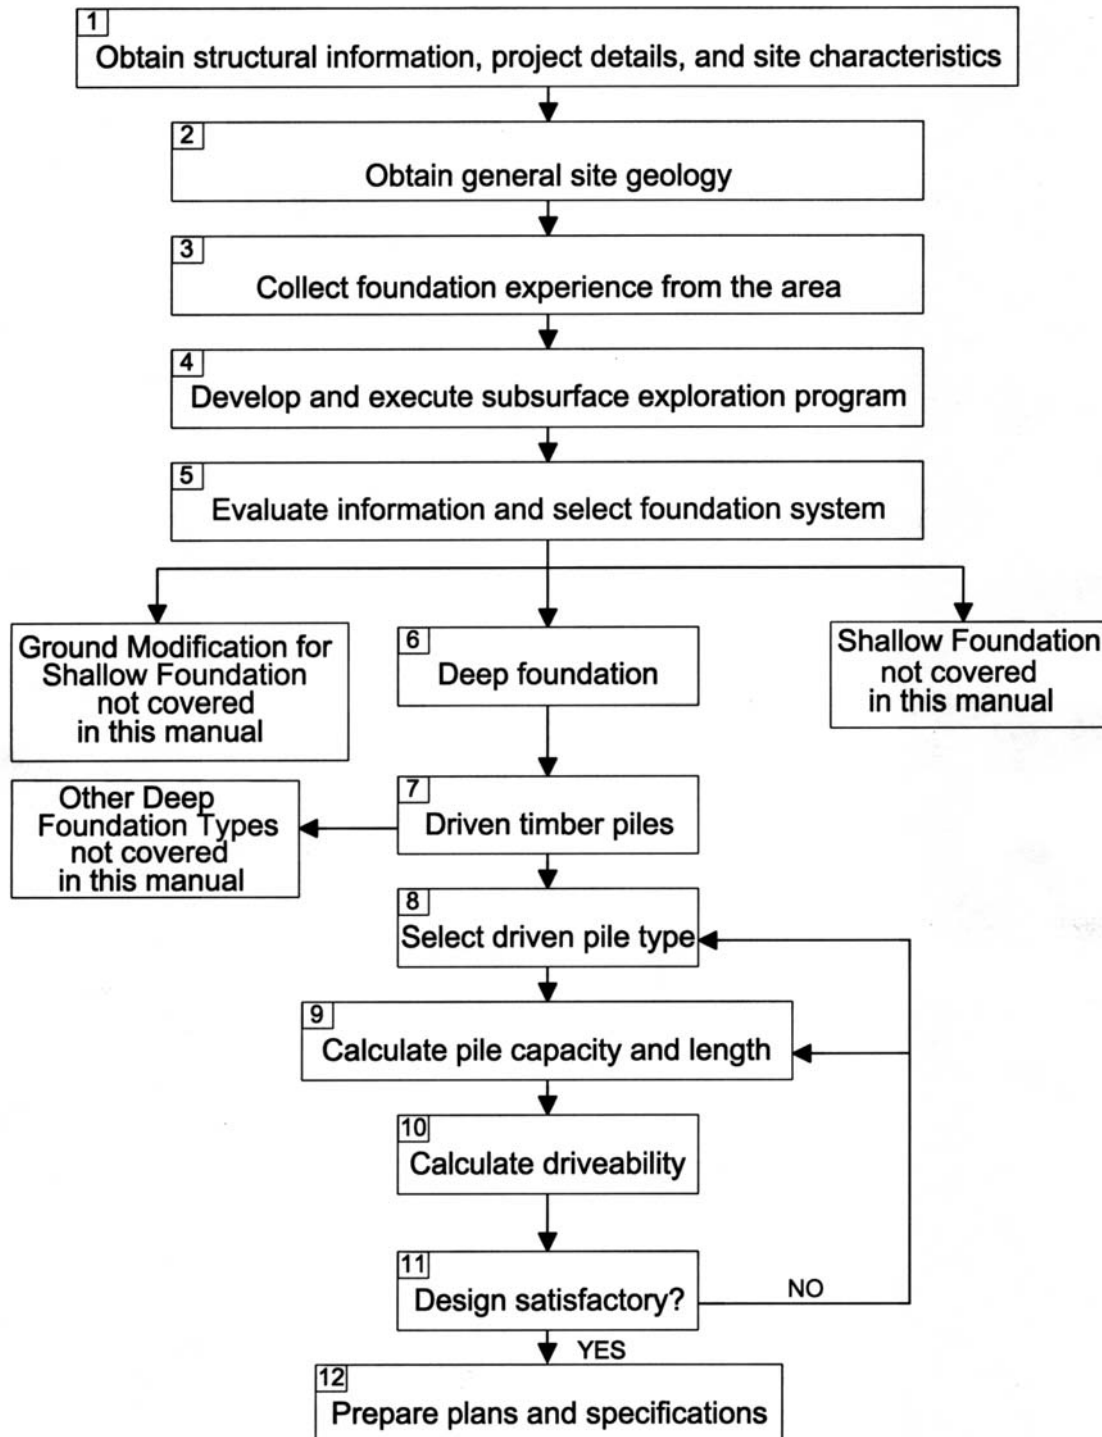 1
Obtain structural information, project details, and site characteristics
2
Obtain general site geology
3
Collect foundation experience from the area
4
Develop and execute subsurface exploration program
5
Evaluate information and select foundation system
Ground Modification for
Shallow Foundation
not covered
in this manual
6
Deep foundation
Shallow Foundation
not covered
in this manual
Other Deep
Foundation Types
not covered
in this manual
7
Driven timber piles
8
Select driven pile type
9
Calculate pile capacity and length
10
Calculate driveability
11
Design satisfactory?
NO
YES
12
Prepare plans and specifications